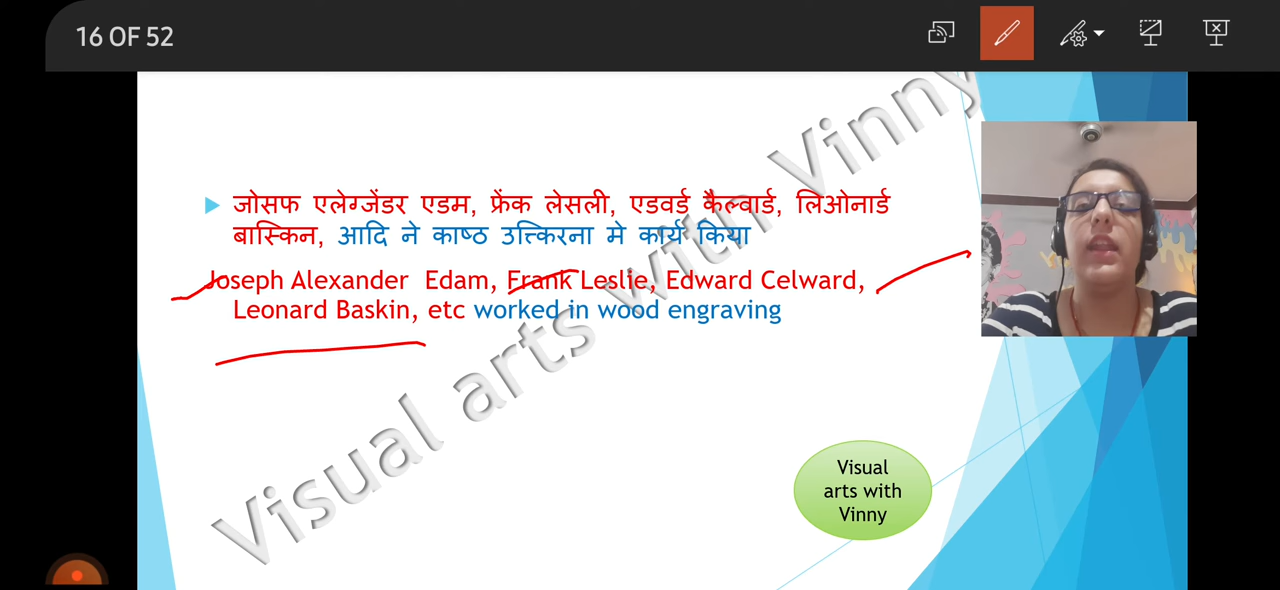 16 OF 52
जोसफ एलेग्जेंडर एडम, फ्रेंक लेसली, एडवर्ड कैल्वार्ड, लिओनार्ड
बास्किन, आदि ने काष्ठ उत्त्किरना मे कार्य किया
Joseph Alexander Edam, Frank Leslie, Edward Celward,
Leonard Baskin, etc worked in wood engraving
Visual arts with Vinny
Visual
arts with
Vinny